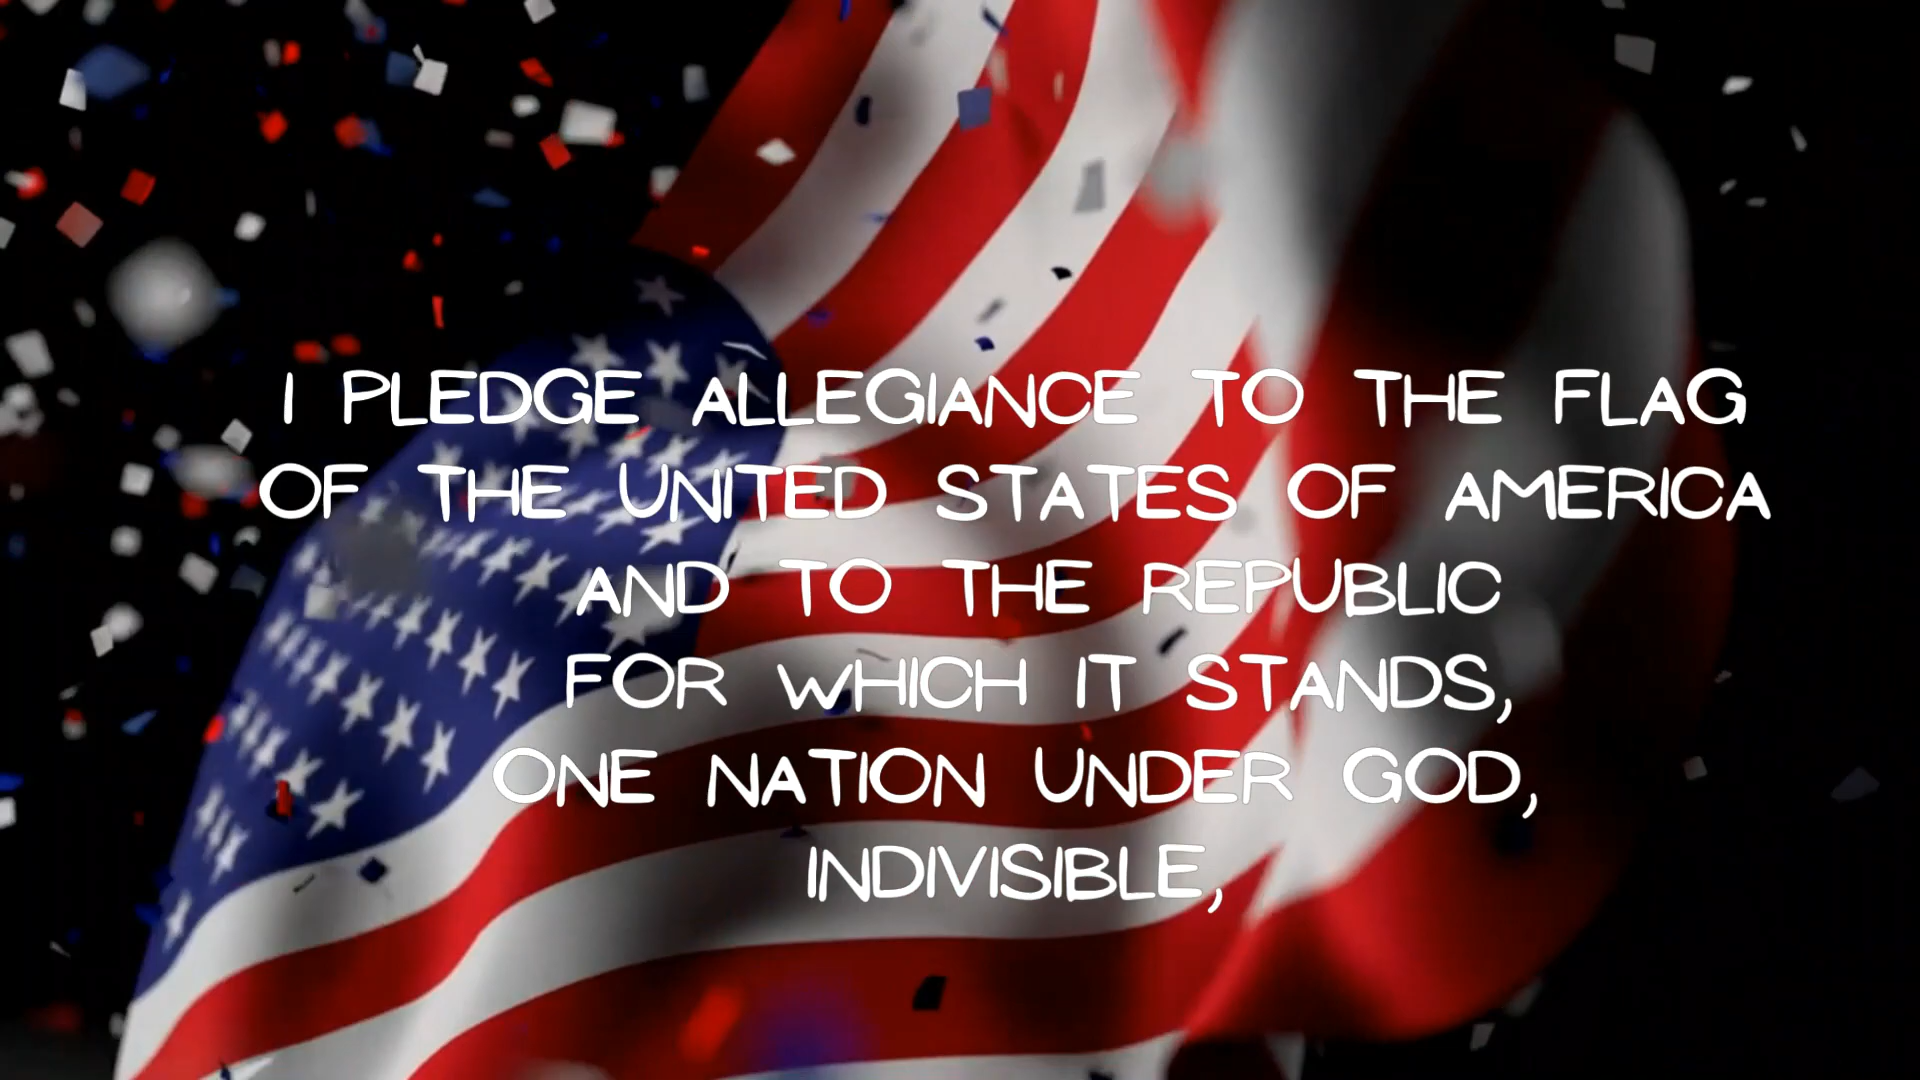 I PLEDGE ALLEGIANCE TO THE FLAG
OF THE UNITED STATES OF AMERICA
AND TO THE REPUBLIC
FOR WHICH IT STANDS,
ONE NATION UNDER GOD,
INDIVISIBLE,